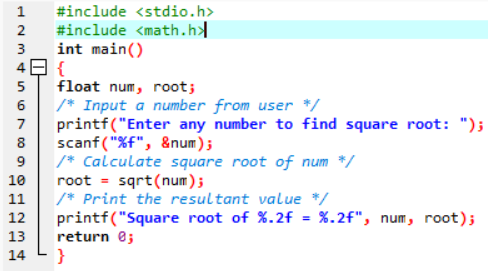 1 #include <stdio.h>
2 #include <math.h>
3 int main()
4 {
5 float num, root;
6 /* Input a number from user */
7 printf("Enter any number to find square root: ");
8 scanf("%f", &num);
9 /* Calculate square root of num */
10 root = sqrt(num);
11 /* Print the resultant value */
12 printf("Square root of %.2f = %.2f", num, root);
13 return 0;
14 }